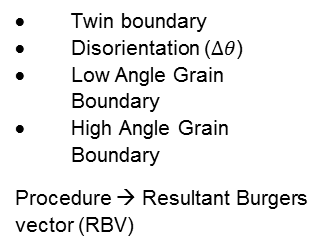 • Twin boundary
• Disorientation (Δ𝜃)
• Low Angle Grain
Boundary
• High Angle Grain
Boundary
Procedure → Resultant Burgers
vector (RBV)